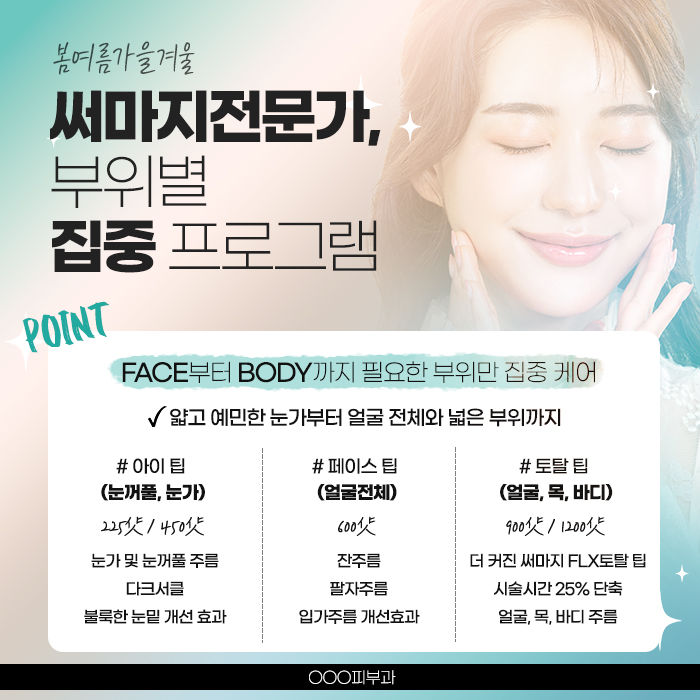 봄여름가을겨울
써마지전문가,
부위별
집중 프로그램
POINT
FACE부터 BODY까지 필요한 부위만 집중 케어
✓ 얇고 예민한 눈가부터 얼굴 전체와 넓은 부위까지
# 아이 팁
(눈꺼풀, 눈가)
225샷 / 450샷
눈가 및 눈꺼풀 주름
다크서클
불룩한 눈밑 개선 효과
# 페이스 팁
(얼굴전체)
600샷
잔주름
팔자주름
입가주름 개선효과
# 토탈 팁
(얼굴, 목, 바디)
900샷 / 1200샷
더 커진 써마지 FLX토탈 팁
시술시간 25% 단축
얼굴, 목, 바디 주름
OOO피부과